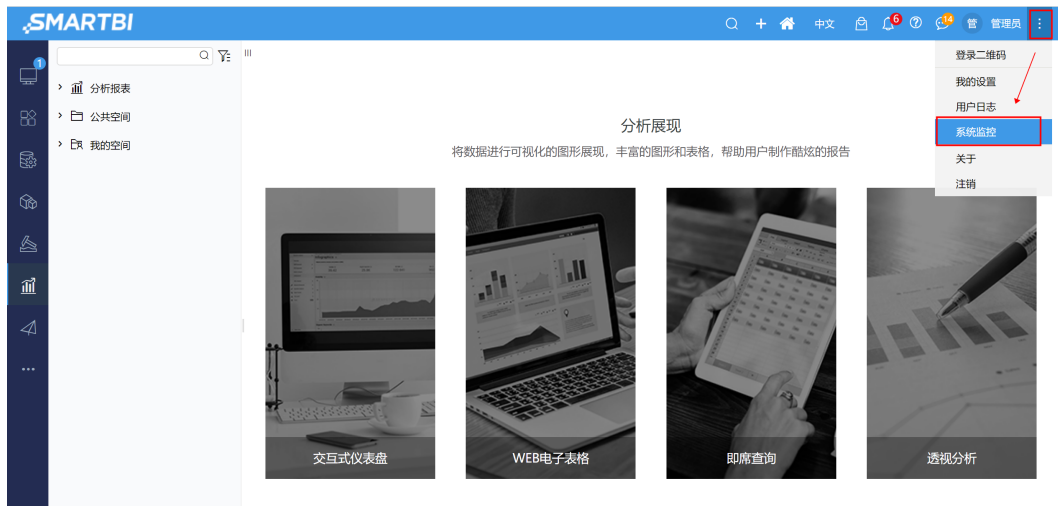 SMARTBI
中文
6
14
管
管理员
1
登录二维码
我的设置
用户日志
系统监控
关于
注销
分析报表
公共空间
我的空间
分析展现
将数据进行可视化的图形展现，丰富的图形和表格，帮助用户制作酷炫的报告
交互式仪表盘
WEB电子表格
即席查询
透视分析